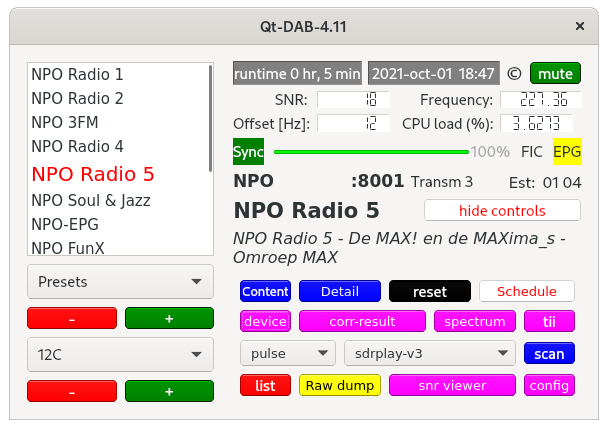 Qt-DAB-4.11
×
NPO Radio 1
NPO Radio 2
NPO 3FM
NPO Radio 4
NPO Radio 5
NPO Soul & Jazz
NPO-EPG
NPO FunX
Presets
-
+
12C
-
+
runtime 0 hr, 5 min 2021-oct-01 18:47 © mute
SNR: 18 Frequency: 227.36
Offset [Hz]: 12 CPU load (%): 3.6273
Sync 100% FIC EPG
NPO :8001 Transm 3 Est: 01 04
NPO Radio 5 hide controls
NPO Radio 5 - De MAX! en de MAXima_s -
Omroep MAX
Content Detail reset Schedule
device corr-result spectrum tii
pulse sdrplay-v3 scan
list Raw dump snr viewer config